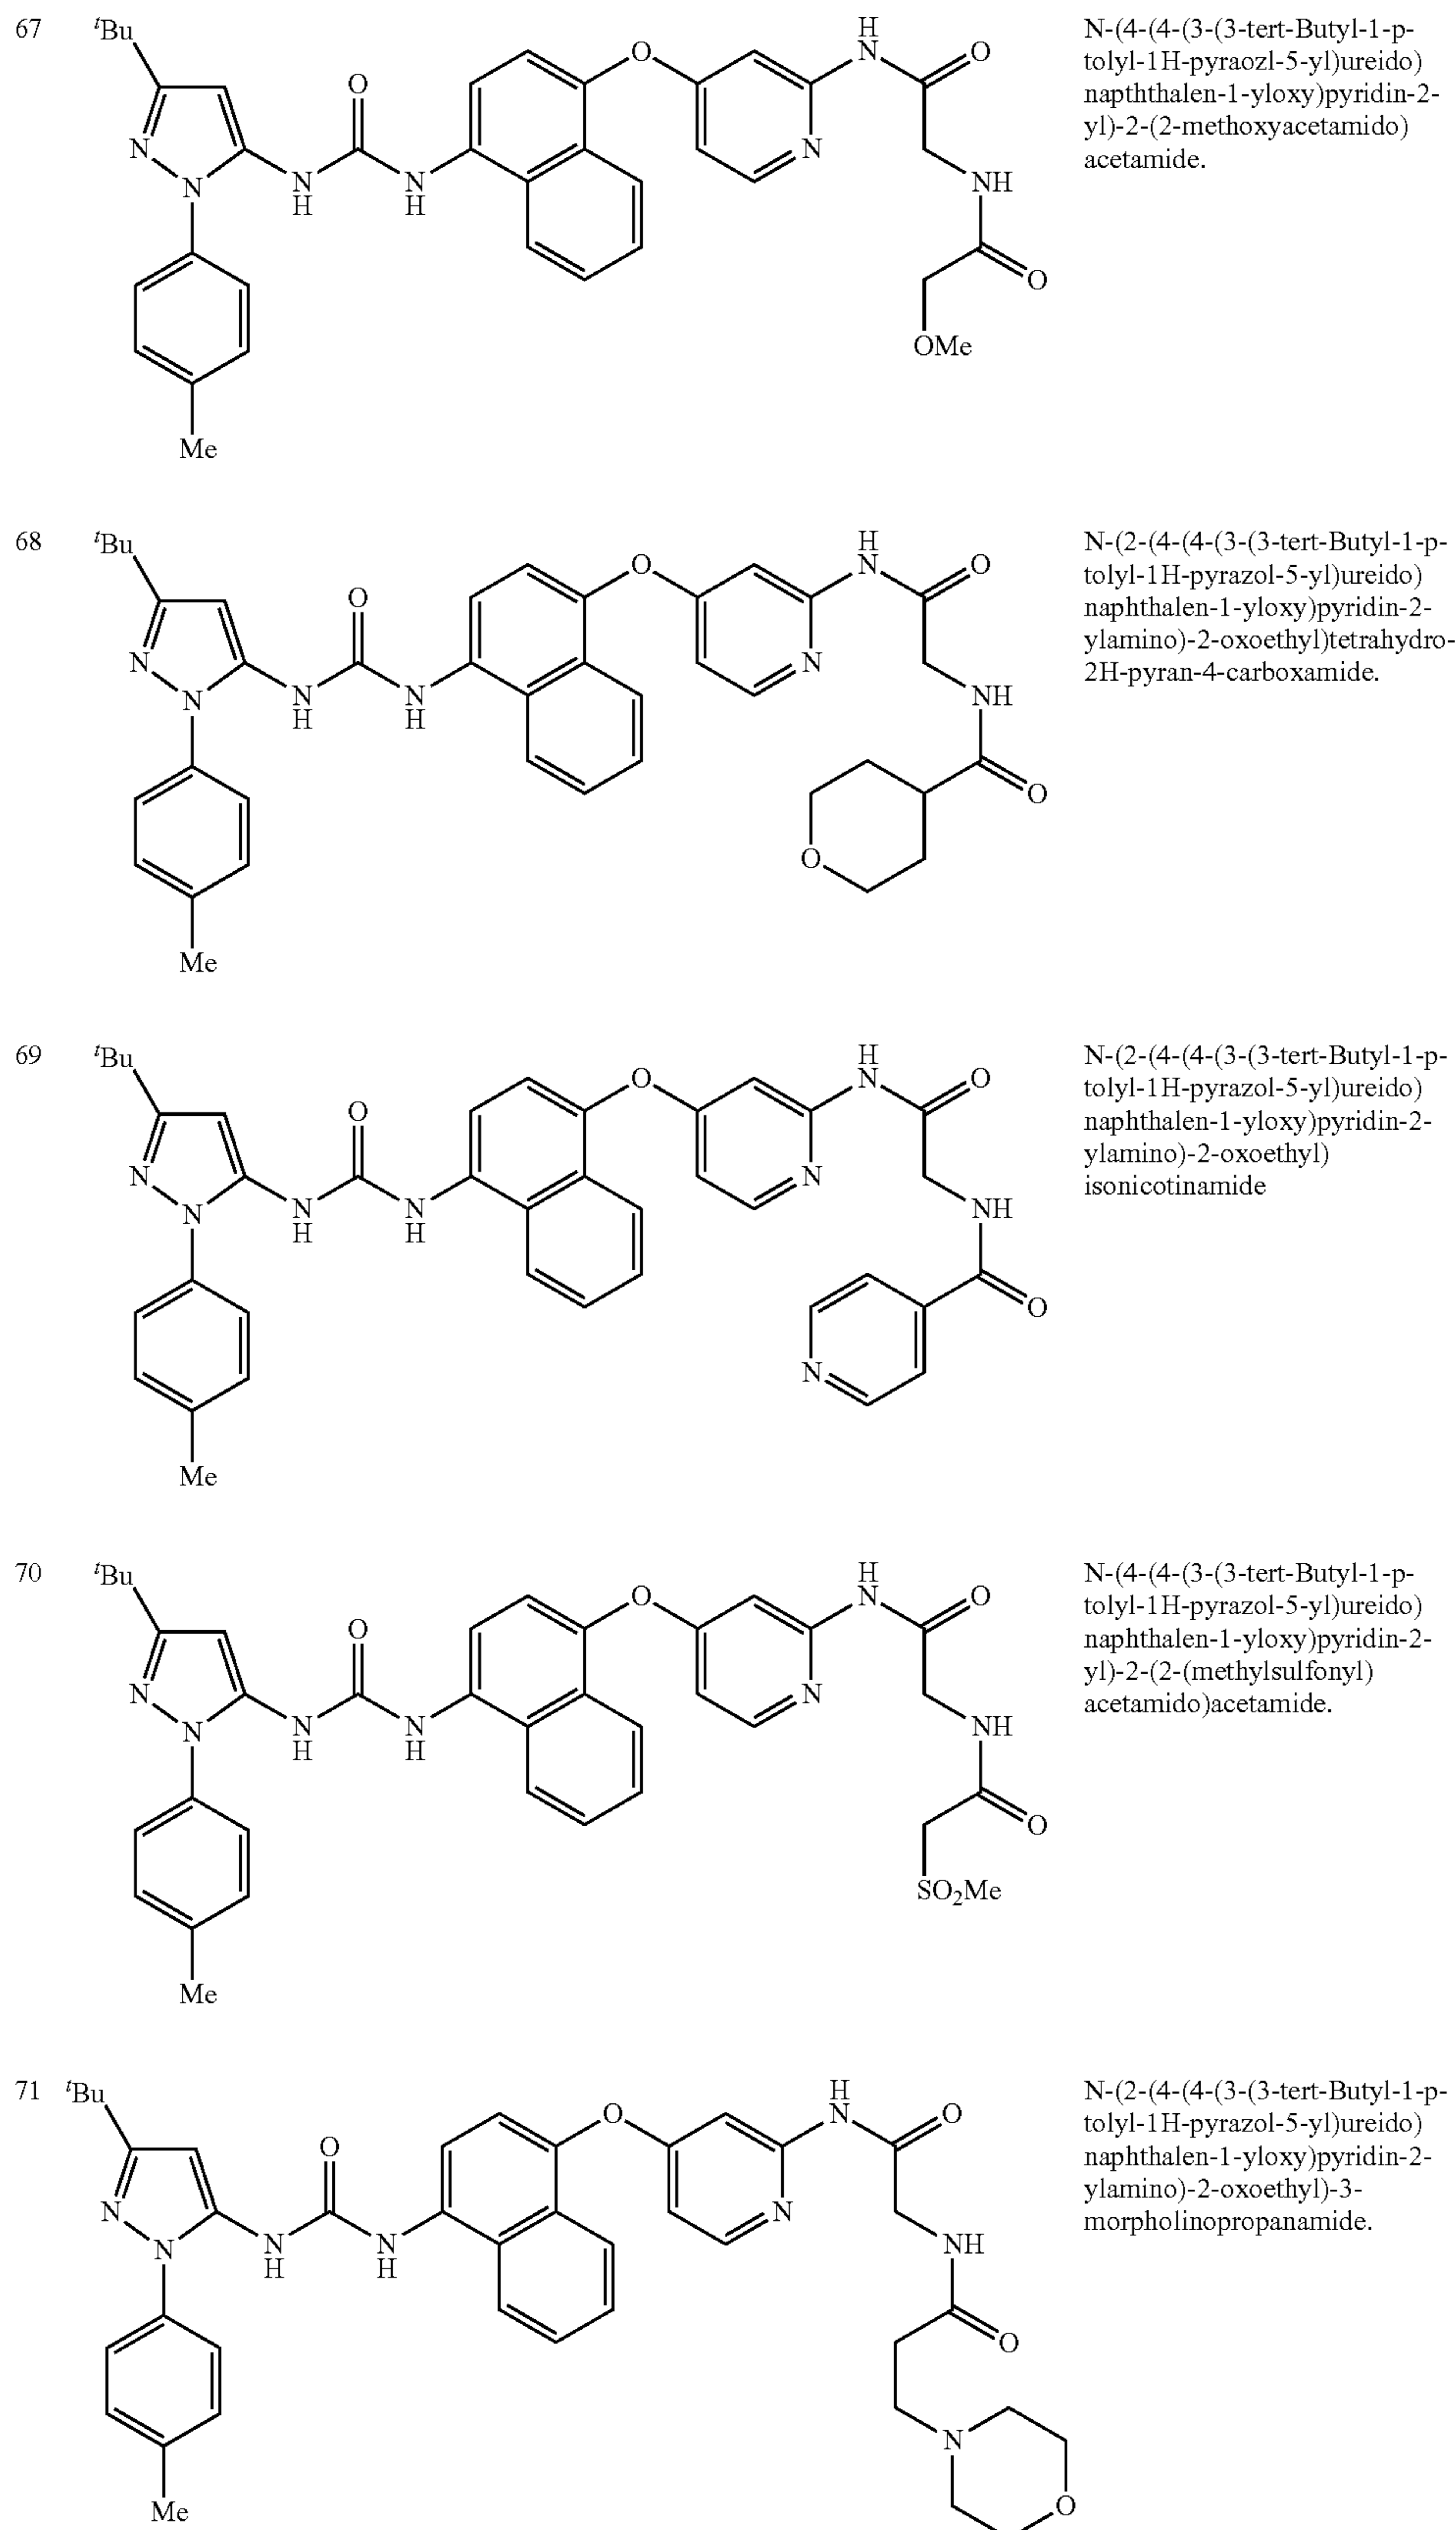 67
N-(4-(4-(3-(3-tert-Butyl-1-p-
tolyl-1H-pyraozl-5-yl)ureido)
napththalen-1-yloxy)pyridin-2-
yl)-2-(2-methoxyacetamido)
acetamide.
tBu
H
N
O
O
O
N
N
N
H
N
H
N
NH
O
OMe
Me
68
N-(2-(4-(4-(3-(3-tert-Butyl-1-p-
tolyl-1H-pyrazol-5-yl)ureido)
naphthalen-1-yloxy)pyridin-2-
ylamino)-2-oxoethyl)tetrahydro-
2H-pyran-4-carboxamide.
tBu
H
N
O
O
O
N
N
N
H
N
H
N
NH
O
O
Me
69
N-(2-(4-(4-(3-(3-tert-Butyl-1-p-
tolyl-1H-pyrazol-5-yl)ureido)
naphthalen-1-yloxy)pyridin-2-
ylamino)-2-oxoethyl)
isonicotinamide
tBu
H
N
O
O
O
N
N
N
H
N
H
N
NH
O
N
Me
70
N-(4-(4-(3-(3-tert-Butyl-1-p-
tolyl-1H-pyrazol-5-yl)ureido)
naphthalen-1-yloxy)pyridin-2-
yl)-2-(2-(methylsulfonyl)
acetamido)acetamide.
tBu
H
N
O
O
O
N
N
N
H
N
H
N
NH
O
SO2Me
Me
71
N-(2-(4-(4-(3-(3-tert-Butyl-1-p-
tolyl-1H-pyrazol-5-yl)ureido)
naphthalen-1-yloxy)pyridin-2-
ylamino)-2-oxoethyl)-3-
morpholinopropanamide.
tBu
H
N
O
O
O
N
N
N
H
N
H
N
NH
O
N
O
Me